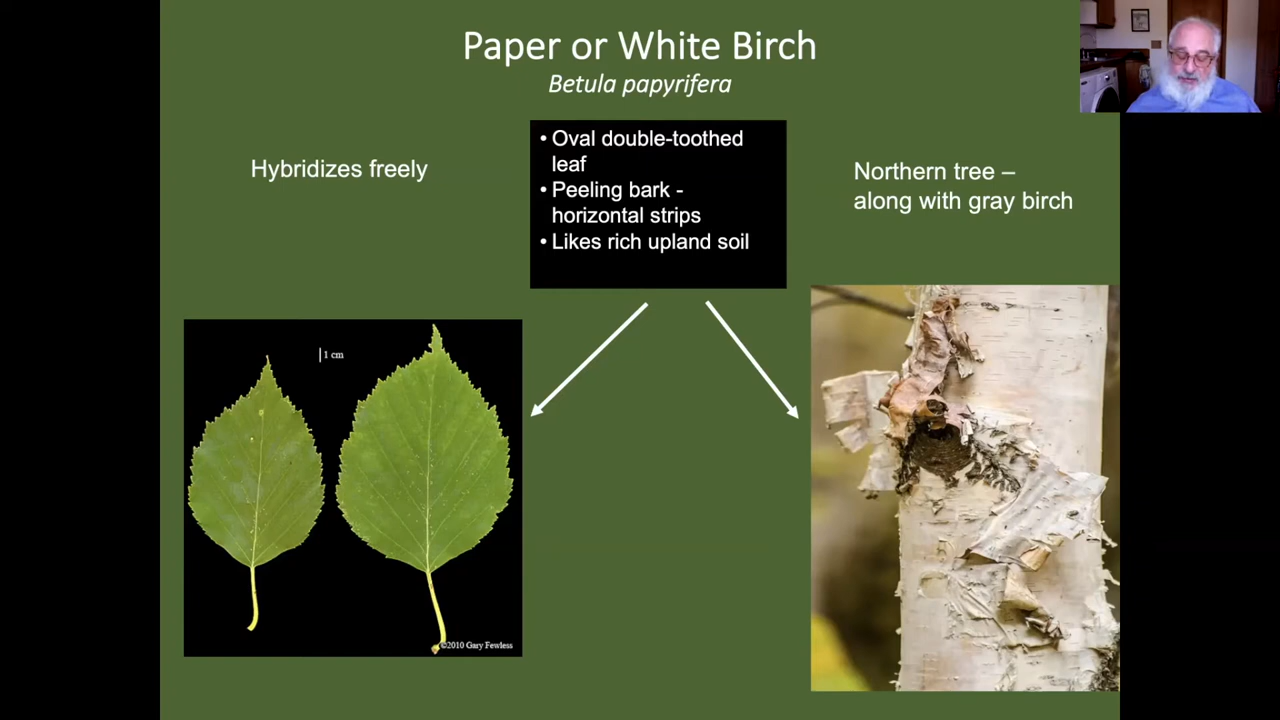 Paper or White Birch
Betula papyrifera
Hybridizes freely
• Oval double-toothed
leaf
• Peeling bark -
horizontal strips
• Likes rich upland soil
Northern tree –
along with gray birch
1 cm
©2010 Gary Fewless